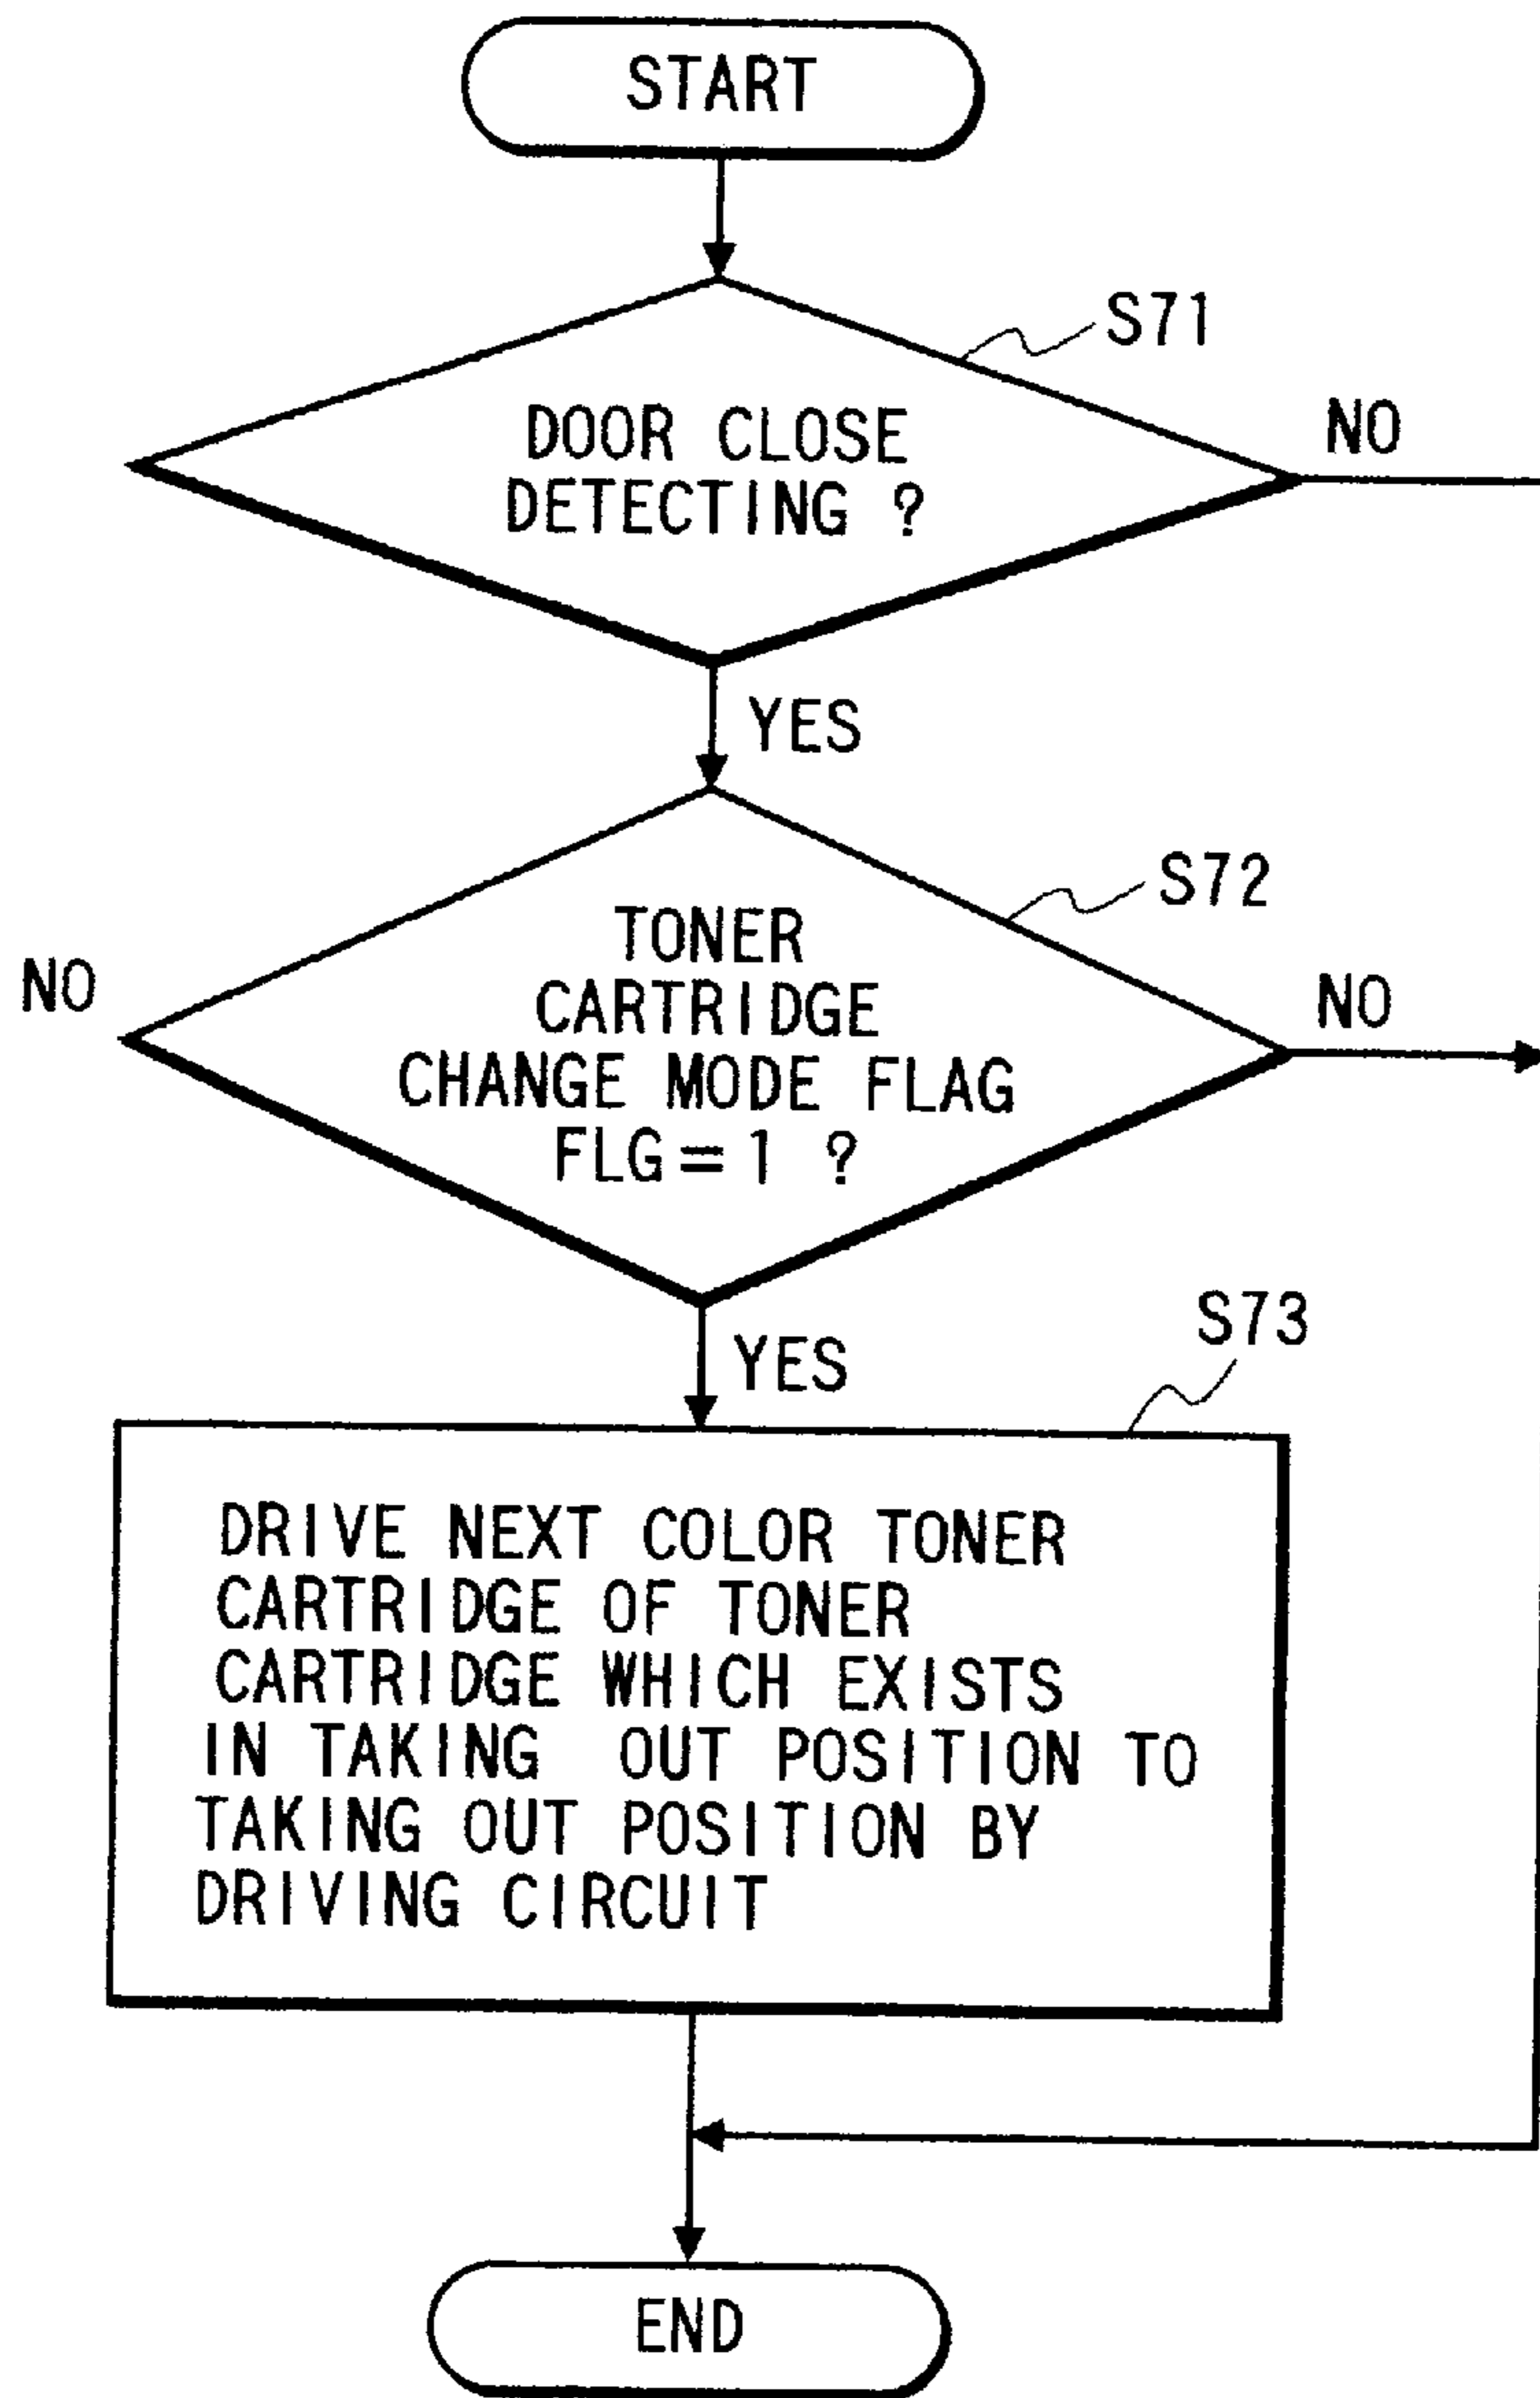 START
S71
DOOR CLOSE
DETECTING ?
NO
YES
S72
TONER
CARTRIDGE
CHANGE MODE FLAG
FLG=1 ?
NO
NO
YES
S73
DRIVE NEXT COLOR TONER
CARTRIDGE OF TONER
CARTRIDGE WHICH EXISTS
IN TAKING OUT POSITION TO
TAKING OUT POSITION BY
DRIVING CIRCUIT
END